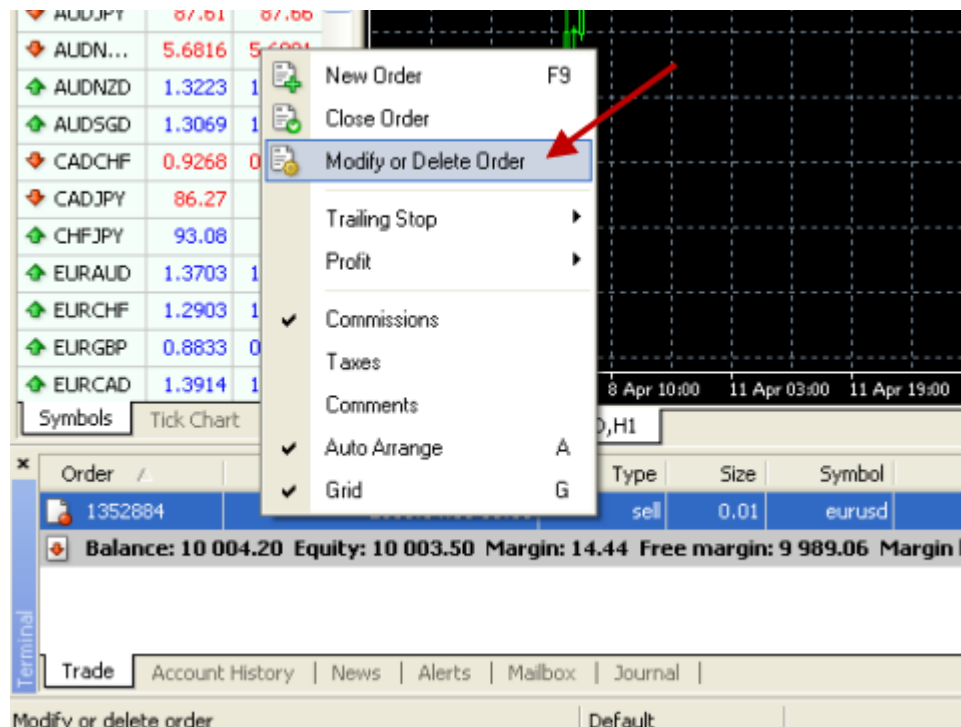 AUDJPY 87.61 87.66
AUDN... 5.6816
AUDNZD 1.3223 1
AUDSGD 1.3069 1
CADCHF 0.9268 0
CADJPY 86.27
CHFJPY 93.08
EURAUD 1.3703 1
EURCHF 1.2903 1
EURGBP 0.8833 0
EURCAD 1.3914 1
Symbols Tick Chart
New Order F9
Close Order
Modify or Delete Order
Trailing Stop
Profit
Commissions
Taxes
Comments
Auto Arrange A
Grid G
8 Apr 10:00 11 Apr 03:00 11 Apr 19:00
,H1
Order Type Size Symbol
1352884 sell 0.01 eurusd
Balance: 10 004.20 Equity: 10 003.50 Margin: 14.44 Free margin: 9 989.06 Margin
Terminal
Trade Account History News Alerts Mailbox Journal
Modify or delete order Default